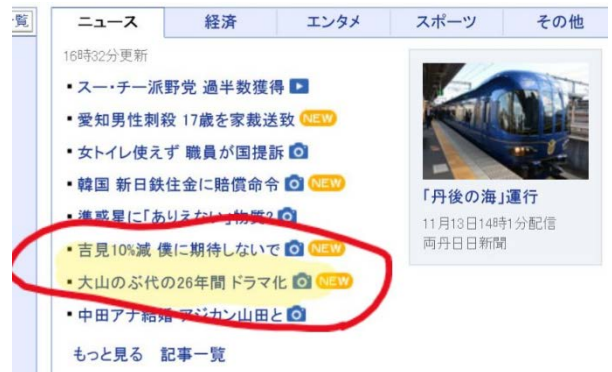 覧
ニュース 経済 エンタメ スポーツ その他
16時32分更新
スー・チー派野党 過半数獲得
愛知男性刺殺 17歳を家裁送致 NEW
女トイレ使えず 職員が国提訴
韓国 新日鉄住金に賠償命令 NEW
準惑星に「ありえない」物質?
吉見10%減 僕に期待しないで NEW
大山のぶ代の26年間 ドラマ化 NEW
中田アナ結婚 アジカン山田と
もっと見る 記事一覧
「丹後の海」運行
11月13日14時1分配信
両丹日日新聞